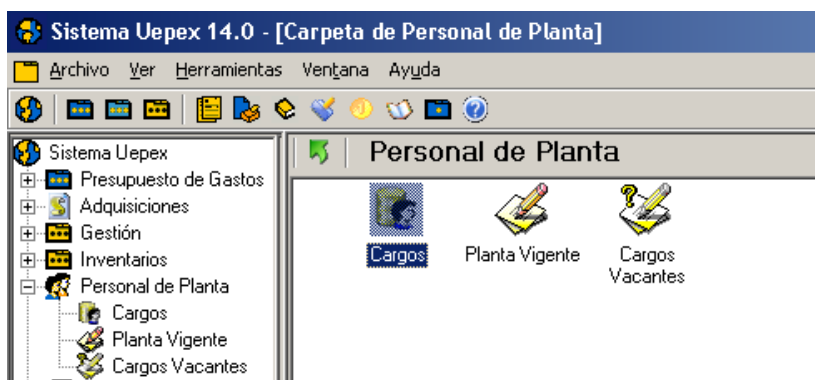 Sistema Uepex 14.0 - [Carpeta de Personal de Planta]
Archivo Ver Herramientas Ventana Ayuda
Sistema Uepex
Presupuesto de Gastos
Adquisiciones
Gestión
Inventarios
Personal de Planta
Cargos
Planta Vigente
Cargos Vacantes
Personal de Planta
Cargos
Planta Vigente
Cargos
Vacantes